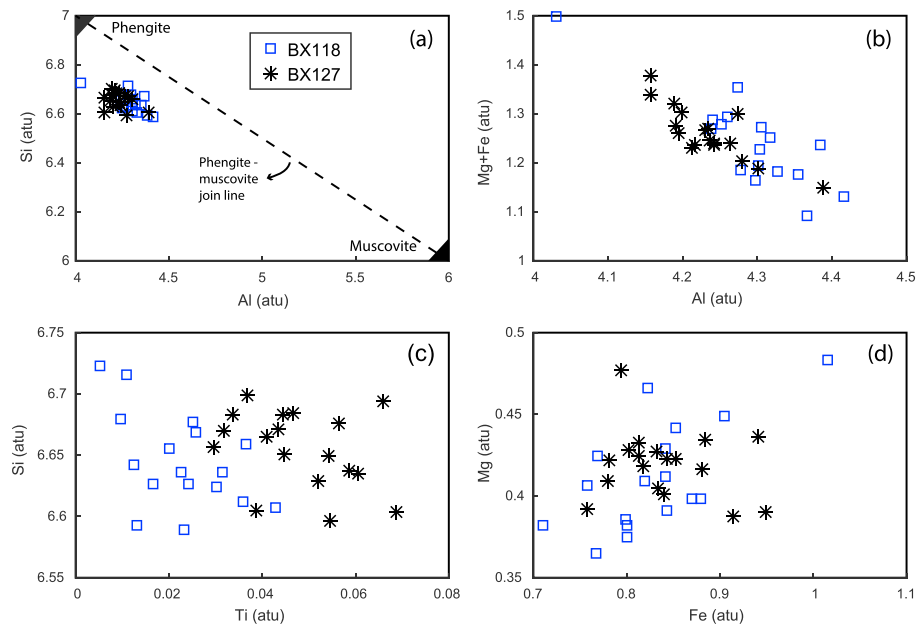 7
6.8
6.6
6.4
6.2
6
Si (atu)
4
4.5
5
5.5
6
Al (atu)
Phengite
(a)
BX118
BX127
Phengite -
muscovite
join line
Muscovite
1.5
1.4
1.3
1.2
1.1
1
Mg+Fe (atu)
4
4.1
4.2
4.3
4.4
4.5
Al (atu)
(b)
6.75
6.7
6.65
6.6
6.55
Si (atu)
0
0.02
0.04
0.06
0.08
Ti (atu)
(c)
0.5
0.45
0.4
0.35
Mg (atu)
0.7
0.8
0.9
1
1.1
Fe (atu)
(d)